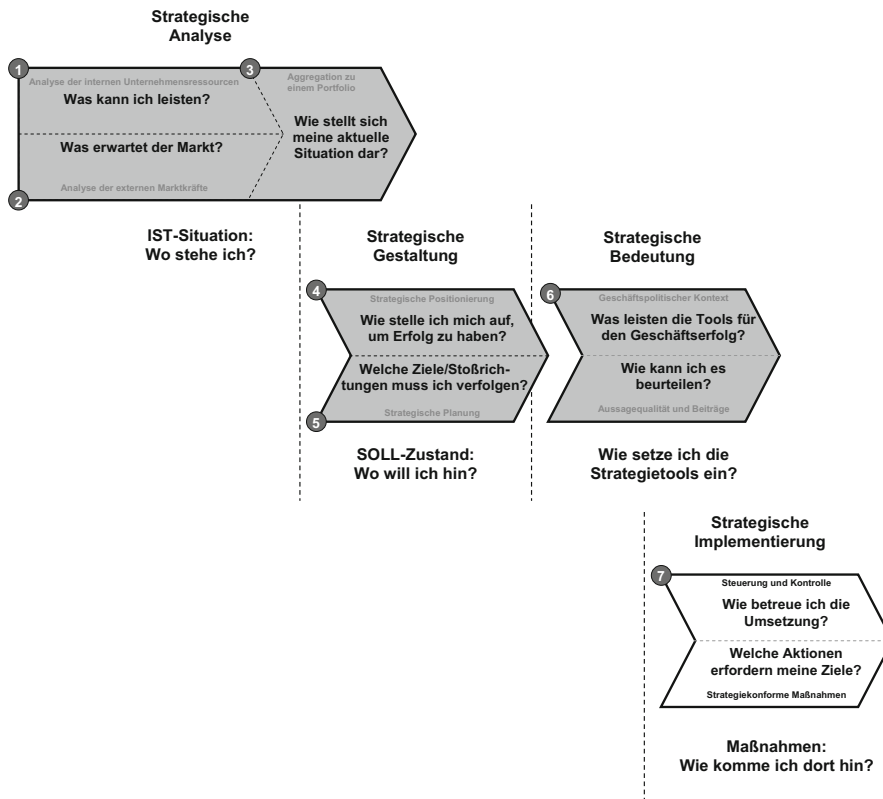 Strategische
Analyse
1
3
Analyse der internen Unternehmensressourcen
Was kann ich leisten?
Aggregation zu
einem Portfolio
Wie stellt sich
meine aktuelle
Situation dar?
Was erwartet der Markt?
Analyse der externen Marktkräfte
2
IST-Situation:
Wo stehe ich?
Strategische
Gestaltung
4
Strategische Positionierung
Wie stelle ich mich auf,
um Erfolg zu haben?
Welche Ziele/Stoßrich-
tungen muss ich verfolgen?
Strategische Planung
5
SOLL-Zustand:
Wo will ich hin?
Strategische
Bedeutung
6
Geschäftspolitischer Kontext
Was leisten die Tools für
den Geschäftserfolg?
Wie kann ich es
beurteilen?
Aussagequalität und Beiträge
Wie setze ich die
Strategietools ein?
Strategische
Implementierung
7
Steuerung und Kontrolle
Wie betreue ich die
Umsetzung?
Welche Aktionen
erfordern meine Ziele?
Strategiekonforme Maßnahmen
Maßnahmen:
Wie komme ich dort hin?